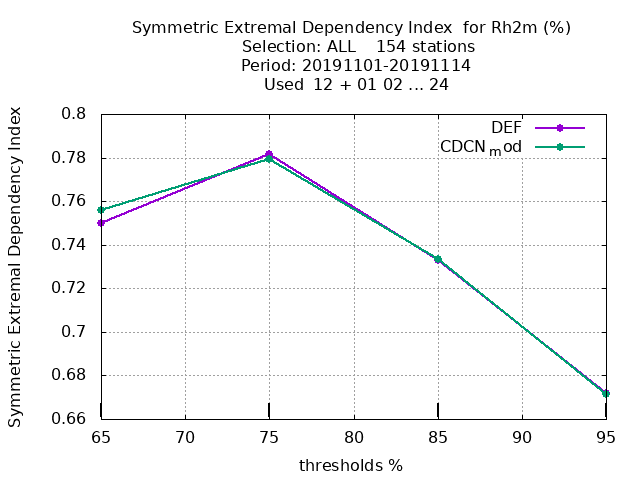 Symmetric Extremal Dependency Index  for Rh2m (%)
Selection: ALL    154 stations
Period: 20191101-20191114
Used  12 + 01 02 ... 24
DEF
CDCN_mod
Symmetric Extremal Dependency Index
0.8
0.78
0.76
0.74
0.72
0.7
0.68
0.66
65 70 75 80 85 90 95
thresholds %